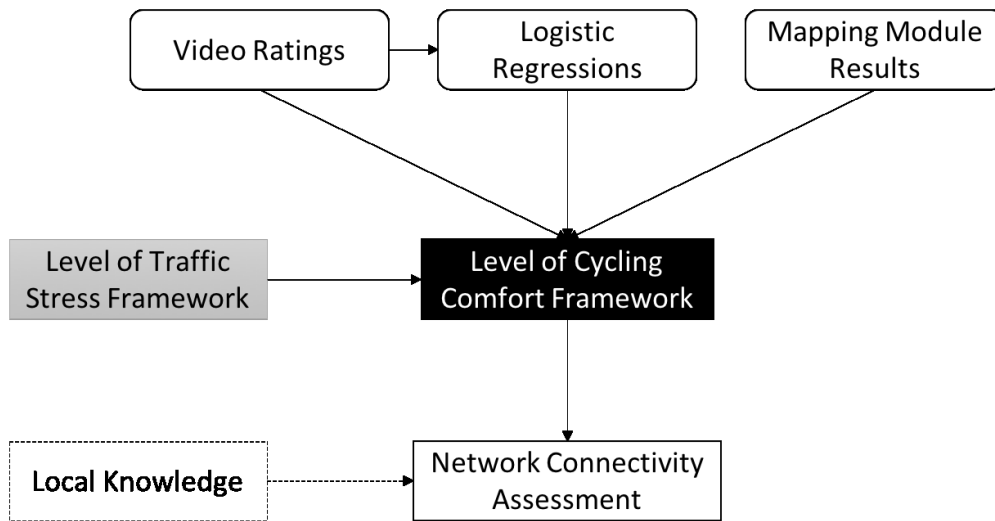 Video Ratings
Logistic
Regressions
Mapping Module
Results
Level of Traffic
Stress Framework
Level of Cycling
Comfort Framework
Local Knowledge
Network Connectivity
Assessment